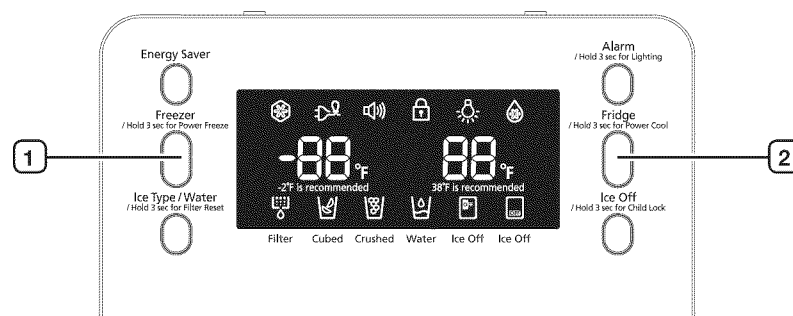 Energy Saver
Alarm
/ Hold 3 sec for Lighting
Freezer
/ Hold 3 sec for Power Freeze
Fridge
/ Hold 3 sec for Power Cool
1
-88°F
88°F
2
-2°F is recommended
38°F is recommended
Ice Type / Water
/ Hold 3 sec for Filter Reset
Ice Off
/ Hold 3 sec for Child Lock
OFF
Filter
Cubed
Crushed
Water
Ice Off
Ice Off